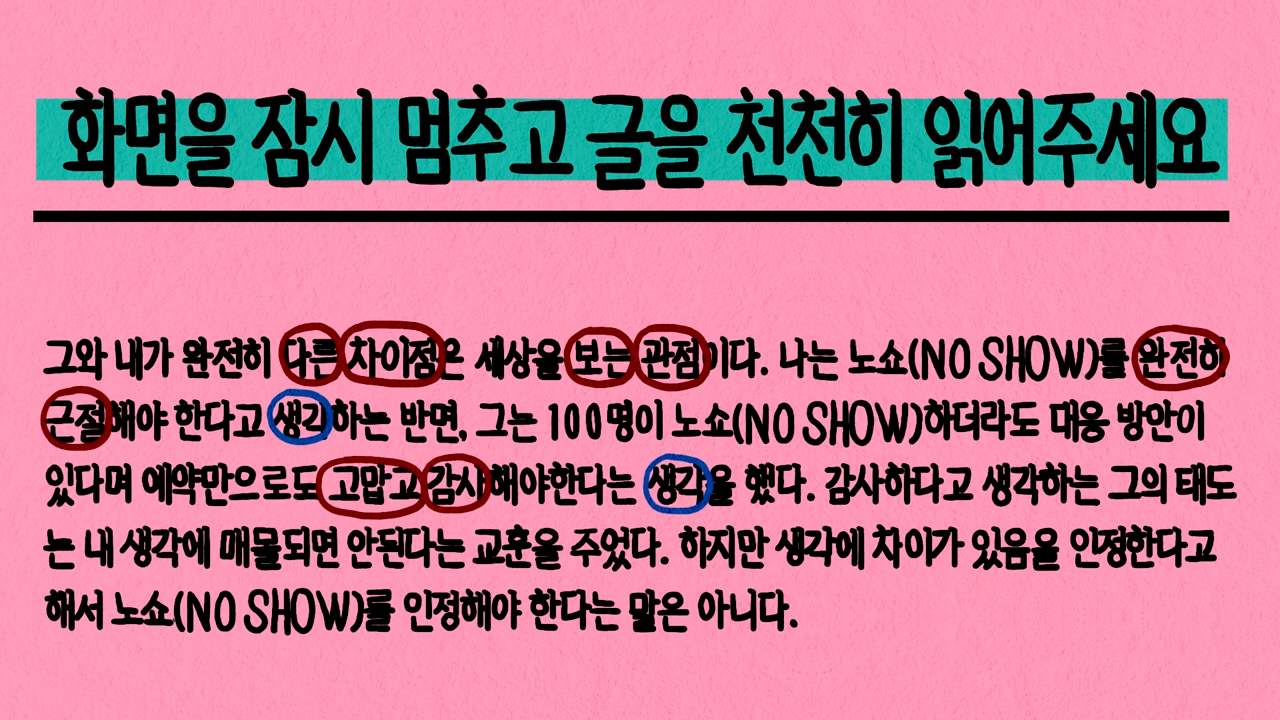 화면을 잠시 멈추고 글을 천천히 읽어주세요
그와 내가 완전히 다른 차이점은 세상을 보는 관점이다. 나는 노쇼(NO SHOW)를 완전히
근절해야 한다고 생각하는 반면, 그는 100명이 노쇼(NO SHOW)하더라도 대응 방안이
있다며 예약만으로도 고맙고 감사해야한다는 생각을 했다. 감사하다고 생각하는 그의 태도
는 내 생각에 매몰되면 안된다는 교훈을 주었다. 하지만 생각에 차이가 있음을 인정한다고
해서 노쇼(NO SHOW)를 인정해야 한다는 말은 아니다.